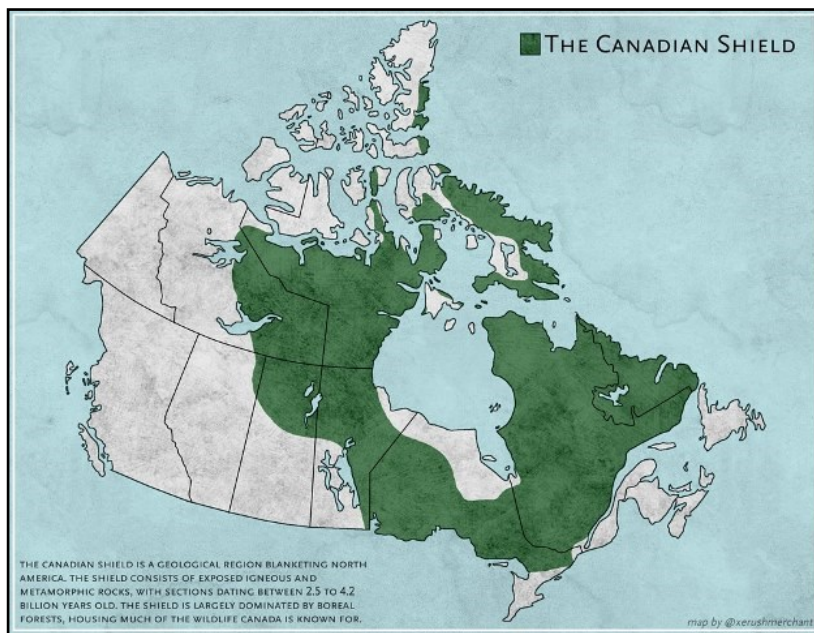 THE CANADIAN SHIELD
THE CANADIAN SHIELD IS A GEOLOGICAL REGION BLANKETING NORTH
AMERICA. THE SHIELD CONSISTS OF EXPOSED IGNEOUS AND
METAMORPHIC ROCKS, WITH SECTIONS DATING BETWEEN 2.5 TO 4.2
BILLION YEARS OLD. THE SHIELD IS LARGELY DOMINATED BY BOREAL
FORESTS, HOUSING MUCH OF THE WILDLIFE CANADA IS KNOWN FOR.
map by @xerushmerchant